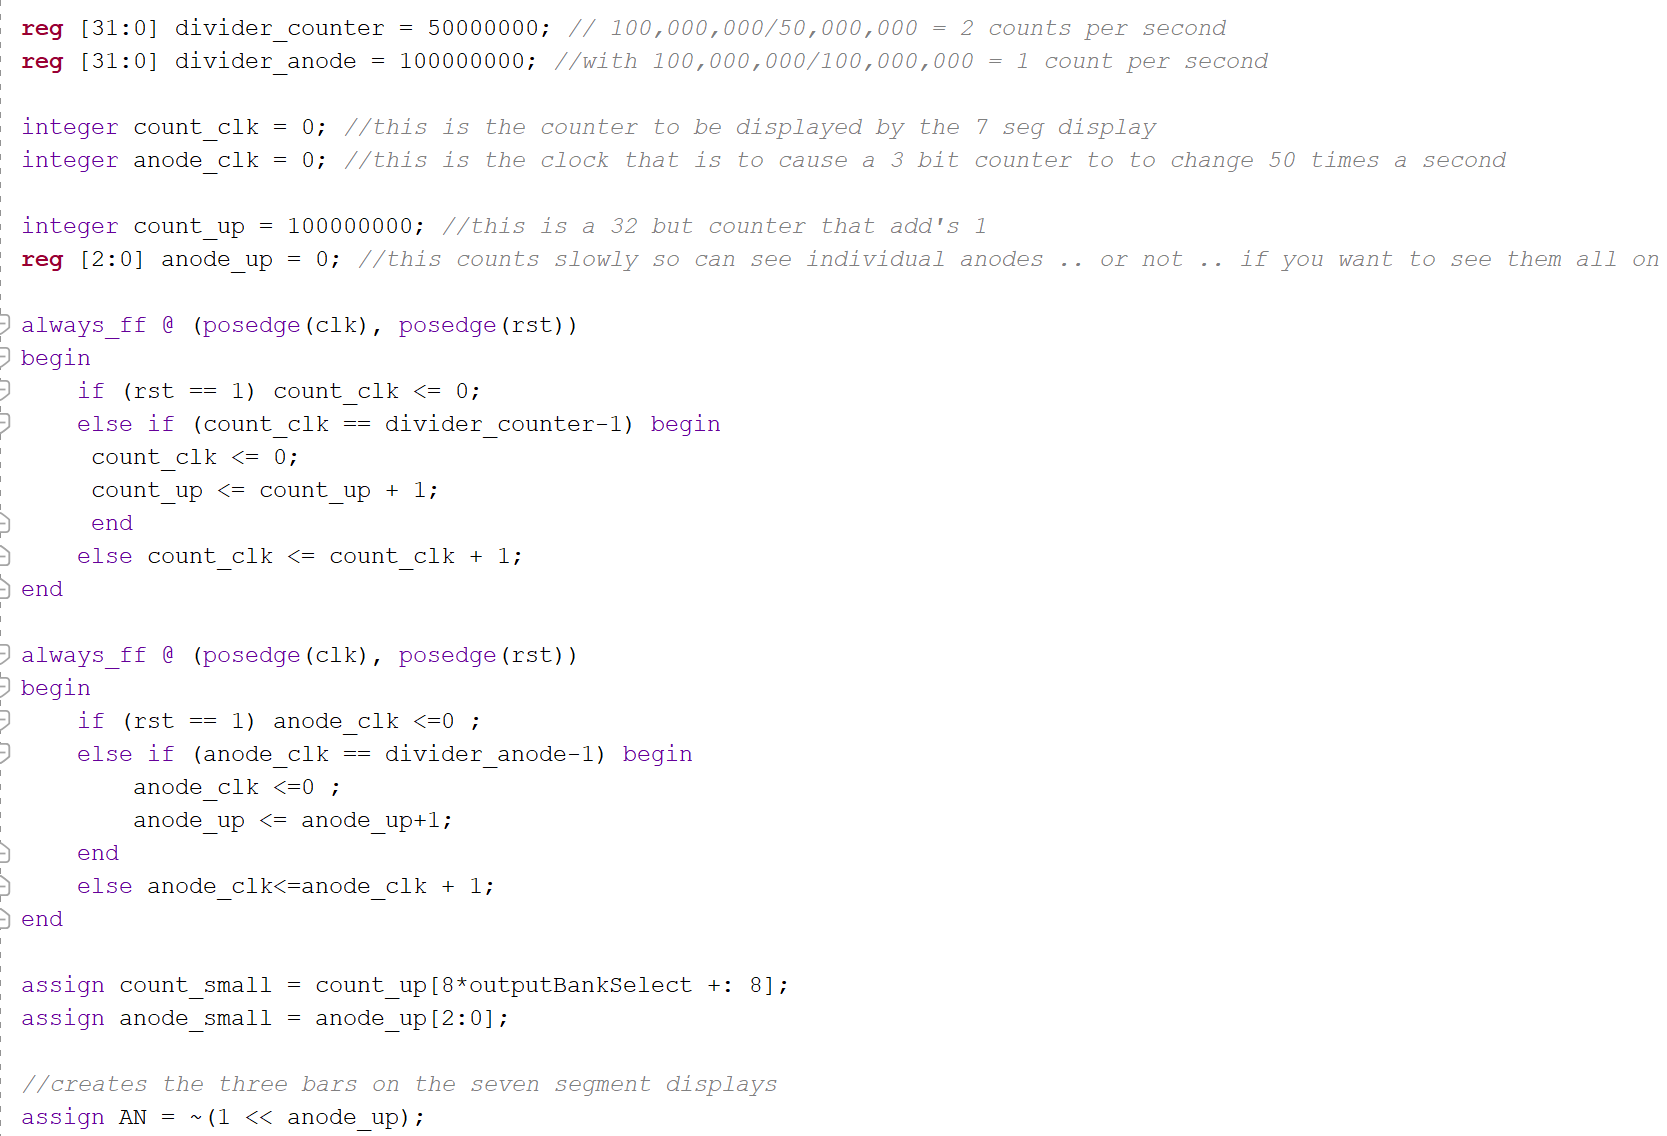 reg [31:0] divider_counter = 50000000; // 100,000,000/50,000,000 = 2 counts per second
reg [31:0] divider_anode = 100000000; //with 100,000,000/100,000,000 = 1 count per second
integer count_clk = 0; //this is the counter to be displayed by the 7 seg display
integer anode_clk = 0; //this is the clock that is to cause a 3 bit counter to to change 50 times a second
integer count_up = 100000000; //this is a 32 but counter that add's 1
reg [2:0] anode_up = 0; //this counts slowly so can see individual anodes .. or not .. if you want to see them all on
always_ff @ (posedge(clk), posedge(rst))
begin
if (rst == 1) count_clk <= 0;
else if (count_clk == divider_counter-1) begin
count_clk <= 0;
count_up <= count_up + 1;
end
else count_clk <= count_clk + 1;
end
always_ff @ (posedge(clk), posedge(rst))
begin
if (rst == 1) anode_clk <=0 ;
else if (anode_clk == divider_anode-1) begin
anode_clk <=0 ;
anode_up <= anode_up+1;
end
else anode_clk<=anode_clk + 1;
end
assign count_small = count_up[8*outputBankSelect +: 8];
assign anode_small = anode_up[2:0];
//creates the three bars on the seven segment displays
assign AN = ~(1 << anode_up);